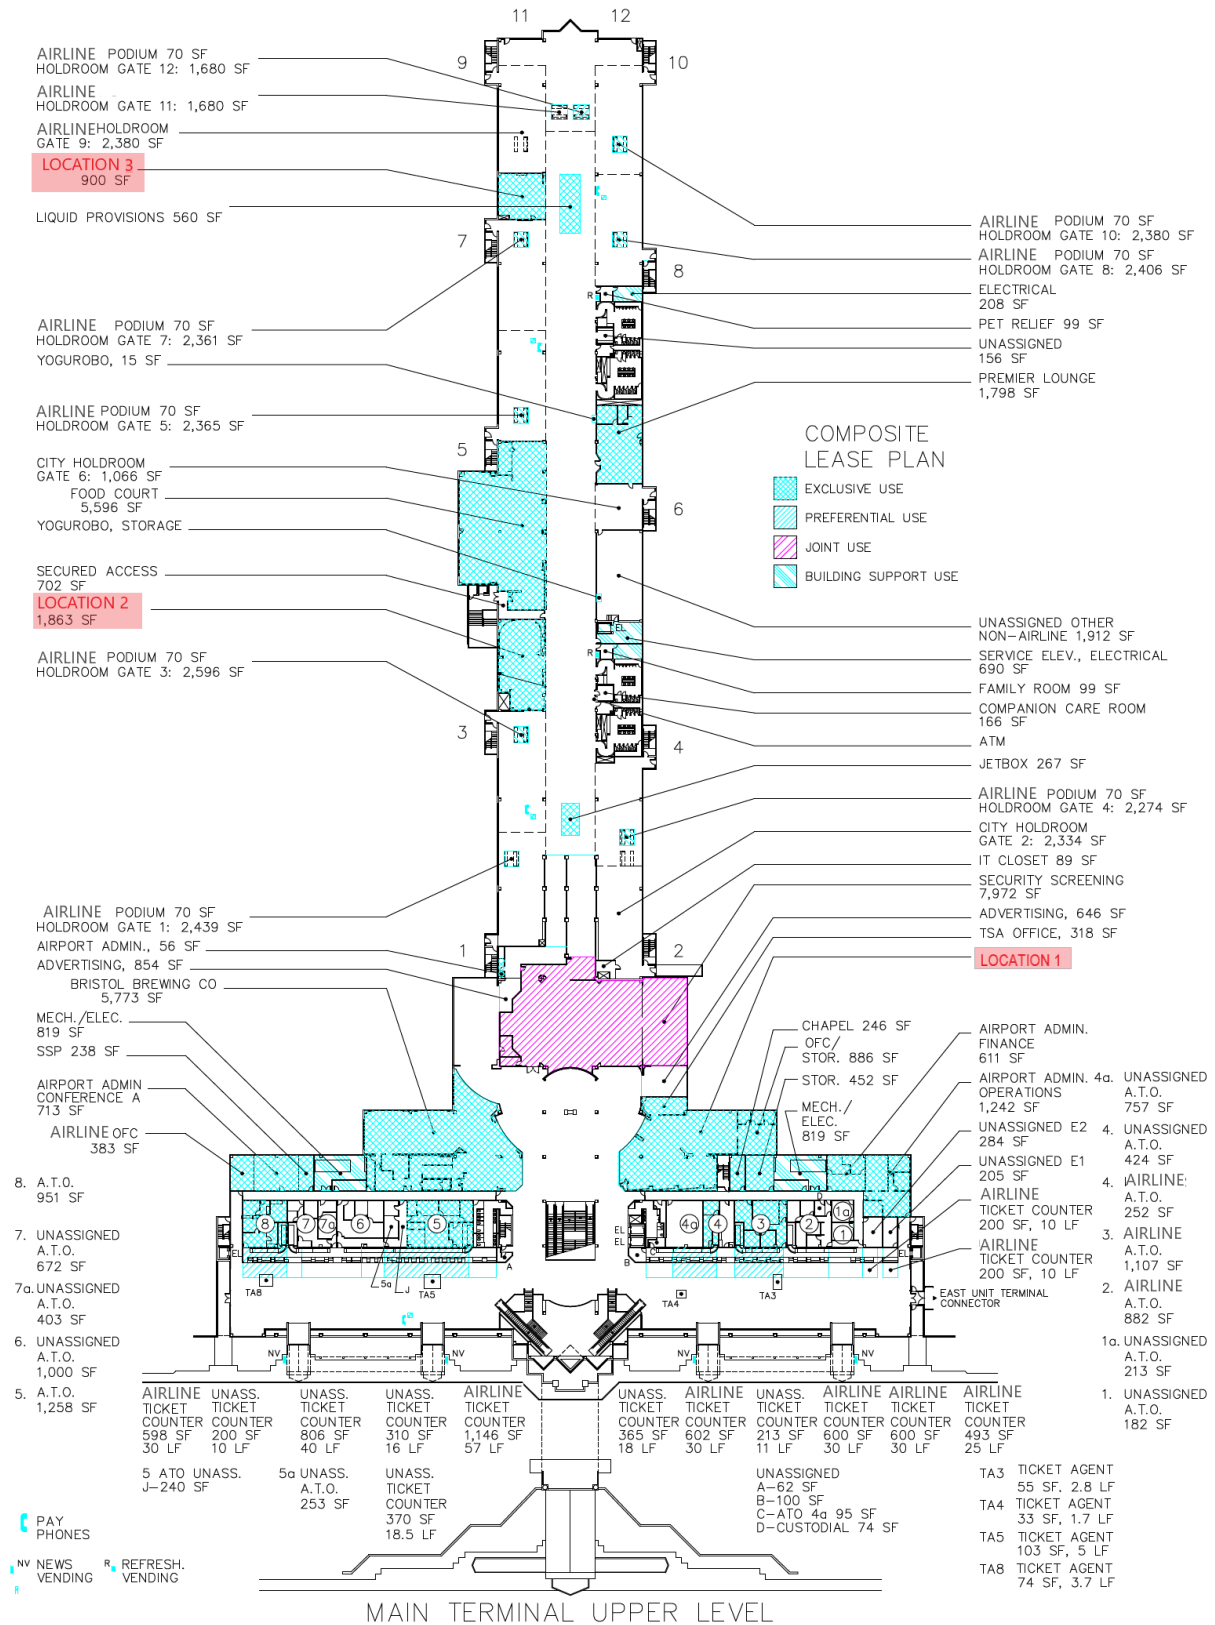 11
12
9
10
AIRLINE PODIUM 70 SF
HOLDROOM GATE 12: 1,680 SF
AIRLINE
HOLDROOM GATE 11: 1,680 SF
AIRLINE HOLDROOM
GATE 9: 2,380 SF
LOCATION 3
900 SF
LIQUID PROVISIONS 560 SF
7
8
AIRLINE PODIUM 70 SF
HOLDROOM GATE 7: 2,361 SF
YOGUROBO, 15 SF
AIRLINE PODIUM 70 SF
HOLDROOM GATE 5: 2,365 SF
5
CITY HOLDROOM
GATE 6: 1,066 SF
FOOD COURT
5,596 SF
YOGUROBO, STORAGE
6
SECURED ACCESS
702 SF
LOCATION 2
1,863 SF
AIRLINE PODIUM 70 SF
HOLDROOM GATE 3: 2,596 SF
3
4
AIRLINE PODIUM 70 SF
HOLDROOM GATE 1: 2,439 SF
AIRPORT ADMIN., 56 SF
1
2
ADVERTISING, 854 SF
BRISTOL BREWING CO
5,773 SF
MECH./ELEC.
819 SF
SSP 238 SF
AIRPORT ADMIN
CONFERENCE A
713 SF
AIRLINE OFC
383 SF
8. A.T.O.
951 SF
7. UNASSIGNED
A.T.O.
672 SF
7a. UNASSIGNED
A.T.O.
403 SF
6. UNASSIGNED
A.T.O.
1,000 SF
5. A.T.O.
1,258 SF
AIRLINE PODIUM 70 SF
HOLDROOM GATE 10: 2,380 SF
AIRLINE PODIUM 70 SF
HOLDROOM GATE 8: 2,406 SF
ELECTRICAL
208 SF
R
PET RELIEF 99 SF
UNASSIGNED
156 SF
PREMIER LOUNGE
1,798 SF
COMPOSITE
LEASE PLAN
EXCLUSIVE USE
PREFERENTIAL USE
JOINT USE
BUILDING SUPPORT USE
UNASSIGNED OTHER
NON-AIRLINE 1,912 SF
EL
SERVICE ELEV., ELECTRICAL
690 SF
R
FAMILY ROOM 99 SF
COMPANION CARE ROOM
166 SF
ATM
JETBOX 267 SF
AIRLINE PODIUM 70 SF
HOLDROOM GATE 4: 2,274 SF
CITY HOLDROOM
GATE 2: 2,334 SF
IT CLOSET 89 SF
SECURITY SCREENING
7,972 SF
ADVERTISING, 646 SF
TSA OFFICE, 318 SF
LOCATION 1
CHAPEL 246 SF
OFC/
STOR. 886 SF
STOR. 452 SF
MECH./
ELEC.
819 SF
AIRPORT ADMIN.
FINANCE
611 SF
AIRPORT ADMIN.
OPERATIONS
1,242 SF
UNASSIGNED E2
284 SF
UNASSIGNED E1
205 SF
AIRLINE
TICKET COUNTER
200 SF, 10 LF
AIRLINE
TICKET COUNTER
200 SF, 10 LF
EAST UNIT TERMINAL
CONNECTOR
4a. UNASSIGNED
A.T.O.
757 SF
4. UNASSIGNED
A.T.O.
424 SF
4. AIRLINE
A.T.O.
252 SF
3. AIRLINE
A.T.O.
1,107 SF
2. AIRLINE
A.T.O.
882 SF
1a. UNASSIGNED
A.T.O.
213 SF
1. UNASSIGNED
A.T.O.
182 SF
8 7 7a 6 5 4a 4 3 2 1a 1
D
EL
EL
EL
C
EL
A
B
TA8
5a
J
TA5
TA4
TA3
NV
NV
NV
NV
AIRLINE
TICKET
COUNTER
598 SF
30 LF
UNASS.
TICKET
COUNTER
200 SF
10 LF
UNASS.
TICKET
COUNTER
806 SF
40 LF
UNASS.
TICKET
COUNTER
310 SF
16 LF
AIRLINE
TICKET
COUNTER
1,146 SF
57 LF
UNASS.
TICKET
COUNTER
365 SF
18 LF
AIRLINE
TICKET
COUNTER
602 SF
30 LF
UNASS.
TICKET
COUNTER
213 SF
11 LF
AIRLINE
TICKET
COUNTER
600 SF
30 LF
AIRLINE
TICKET
COUNTER
600 SF
30 LF
AIRLINE
TICKET
COUNTER
493 SF
25 LF
5 ATO UNASS.
J-240 SF
5a UNASS.
A.T.O.
253 SF
UNASS.
TICKET
COUNTER
370 SF
18.5 LF
UNASSIGNED
A-62 SF
B-100 SF
C-ATO 4a 95 SF
D-CUSTODIAL 74 SF
TA3 TICKET AGENT
55 SF, 2.8 LF
TA4 TICKET AGENT
33 SF, 1.7 LF
TA5 TICKET AGENT
103 SF, 5 LF
TA8 TICKET AGENT
74 SF, 3.7 LF
PAY
PHONES
NV NEWS
VENDING
R REFRESH.
VENDING
MAIN TERMINAL UPPER LEVEL